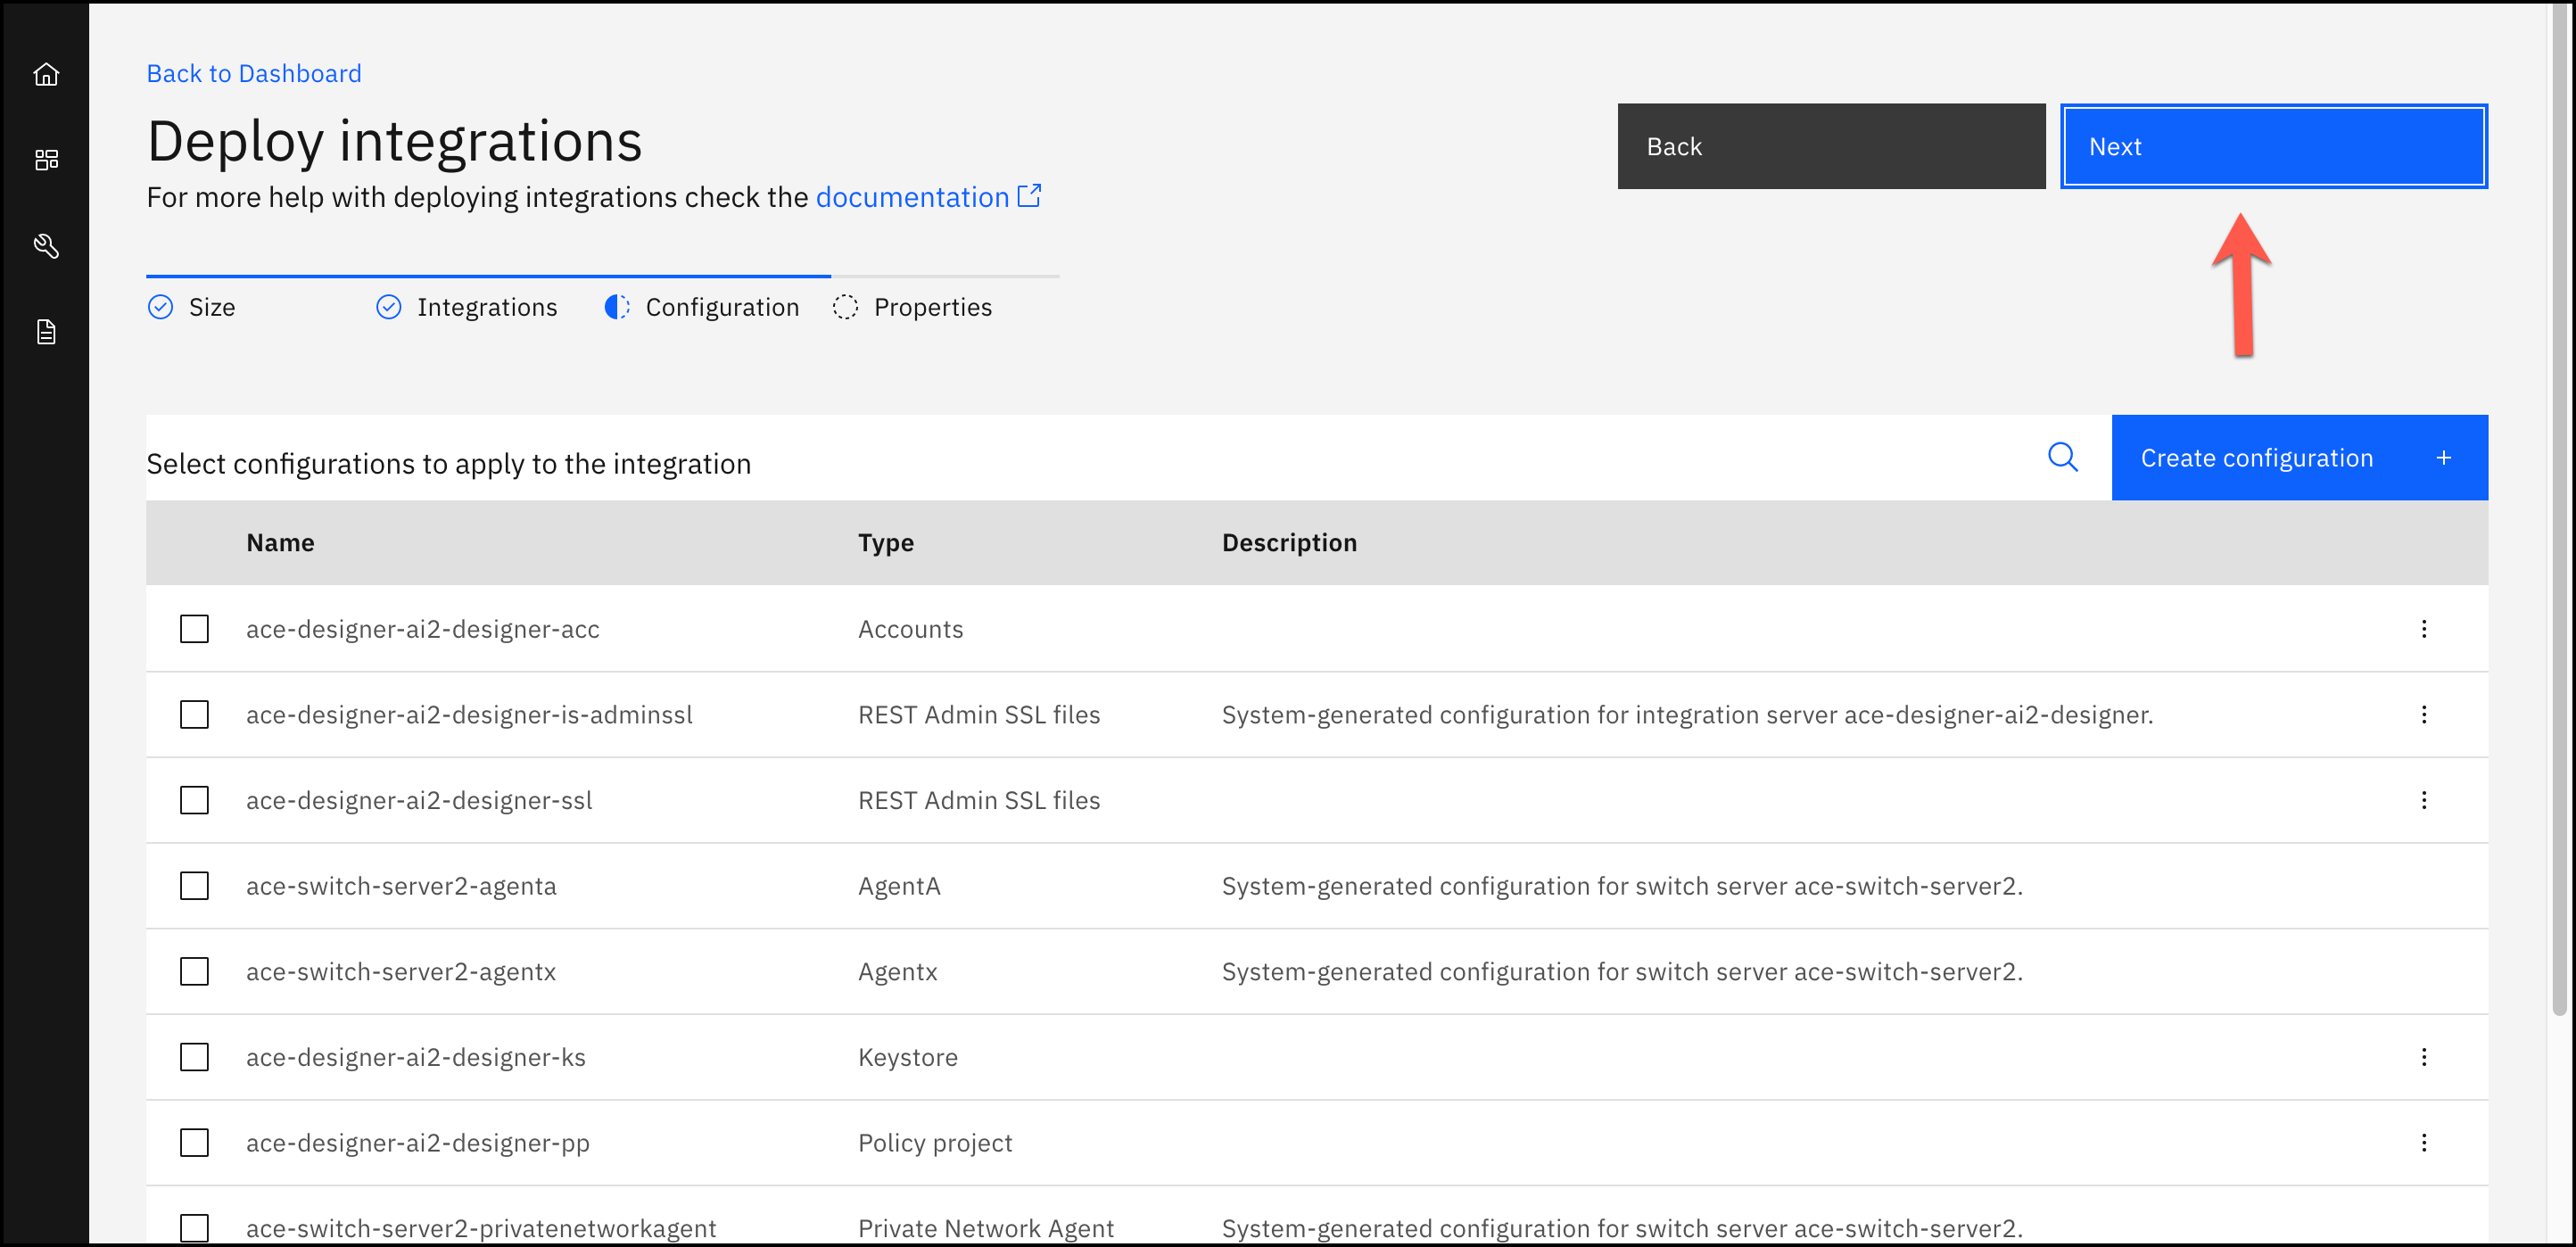 Back to Dashboard
Deploy integrations
For more help with deploying integrations check the documentation
Back
Next
Size
Integrations
Configuration
Properties
Select configurations to apply to the integration
Create configuration +
Name Type Description
ace-designer-ai2-designer-acc Accounts
ace-designer-ai2-designer-is-adminssl REST Admin SSL files System-generated configuration for integration server ace-designer-ai2-designer.
ace-designer-ai2-designer-ssl REST Admin SSL files
ace-switch-server2-agenta AgentA System-generated configuration for switch server ace-switch-server2.
ace-switch-server2-agentx Agentx System-generated configuration for switch server ace-switch-server2.
ace-designer-ai2-designer-ks Keystore
ace-designer-ai2-designer-pp Policy project
ace-switch-server2-privatenetworkagent Private Network Agent System-generated configuration for switch server ace-switch-server2.